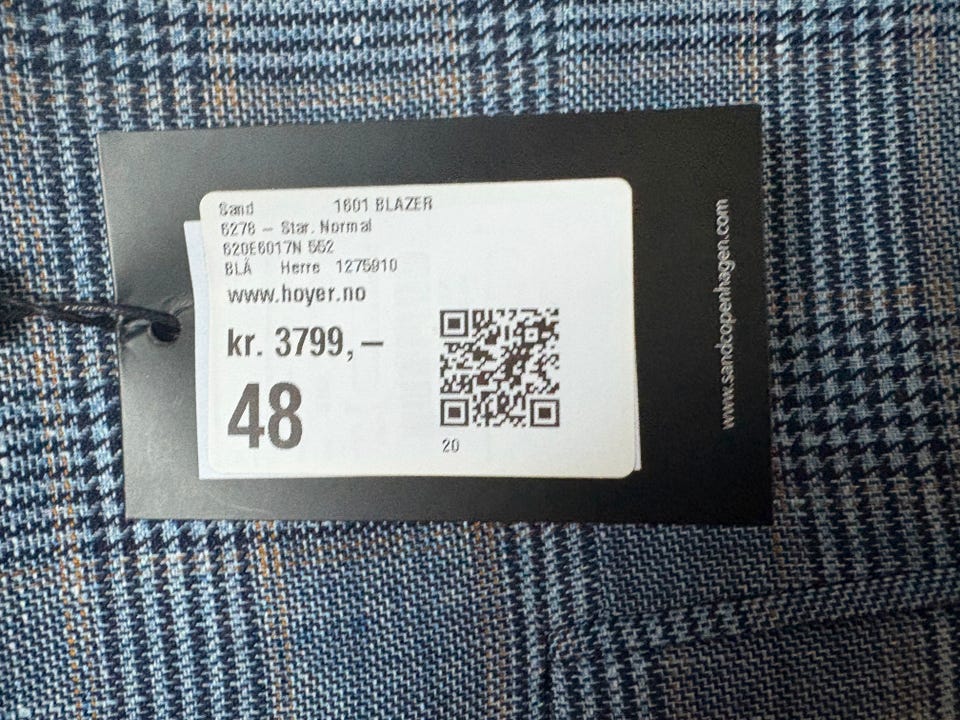 Sand 1601 BLAZER
6278 – Star. Normal
620E6017N 552
BLÅ Herre 1275910
www.hoyer.no
kr. 3799,–
48
20
www.sandcopenhagen.com